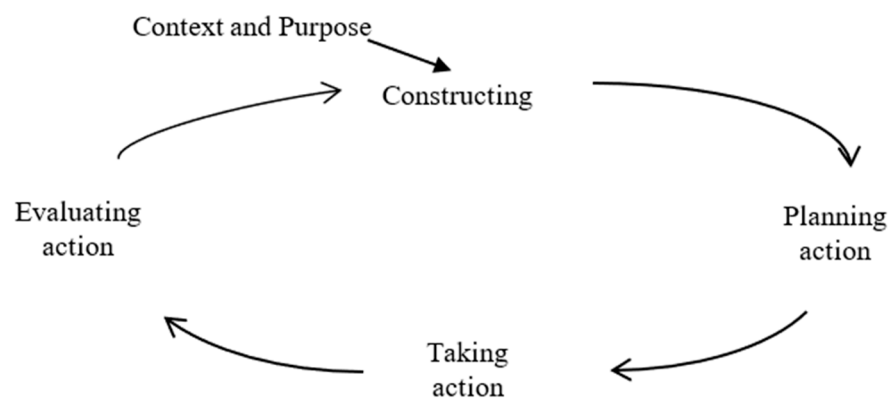 Context and Purpose
Constructing
Evaluating
action
Planning
action
Taking
action